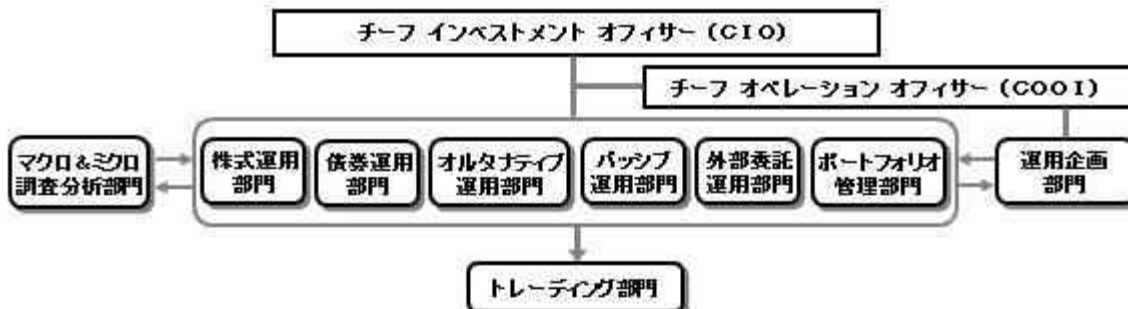 チーフ インベストメント オフィサー (CIO)
チーフ オペレーション オフィサー (COOI)
マクロ&ミクロ
調査分析部門
株式運用
部門
債券運用
部門
オルタナティブ
運用部門
パッシブ
運用部門
外部委託
運用部門
ポートフォリオ
管理部門
運用企画
部門
トレーディング部門